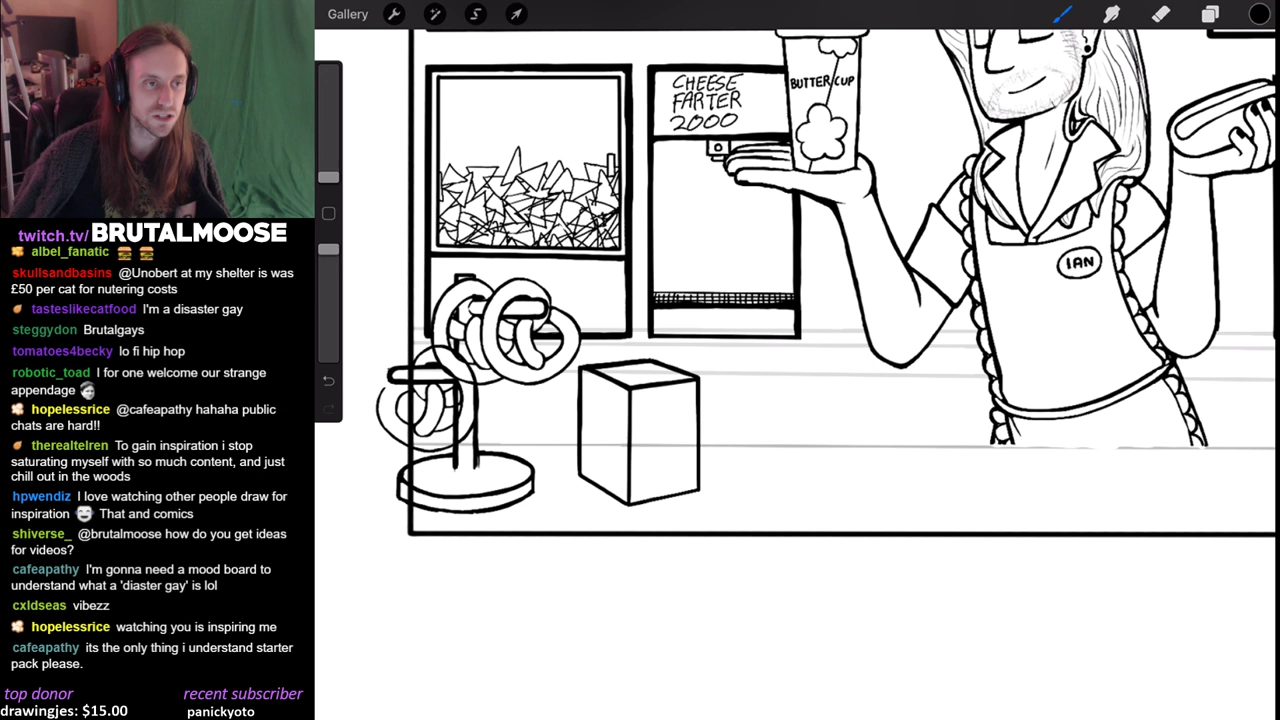 Gallery
CHEESE
FARTER
2000
BUTTER CUP
IAN
twitch.tv/BRUTALMOOSE
albel_fanatic
skullsandbasins @Unobert at my shelter is was
£50 per cat for nutering costs
tasteslikecatfood I'm a disaster gay
steggydon Brutalgays
tomatoes4becky lo fi hip hop
robotic_toad I for one welcome our strange
appendage
hopelessrice @cafeapathy hahaha public
chats are hard!!
therealtelren To gain inspiration i stop
saturating myself with so much content, and just
chill out in the woods
hpwendiz I love watching other people draw for
inspiration That and comics
shiverse_ @brutalmoose how do you get ideas
for videos?
cafeapathy I'm gonna need a mood board to
understand what a 'diaster gay' is lol
cxldseas vibezz
hopelessrice watching you is inspiring me
cafeapathy its the only thing i understand starter
pack please.
top donor
drawingjes: $15.00
recent subscriber
panickyoto